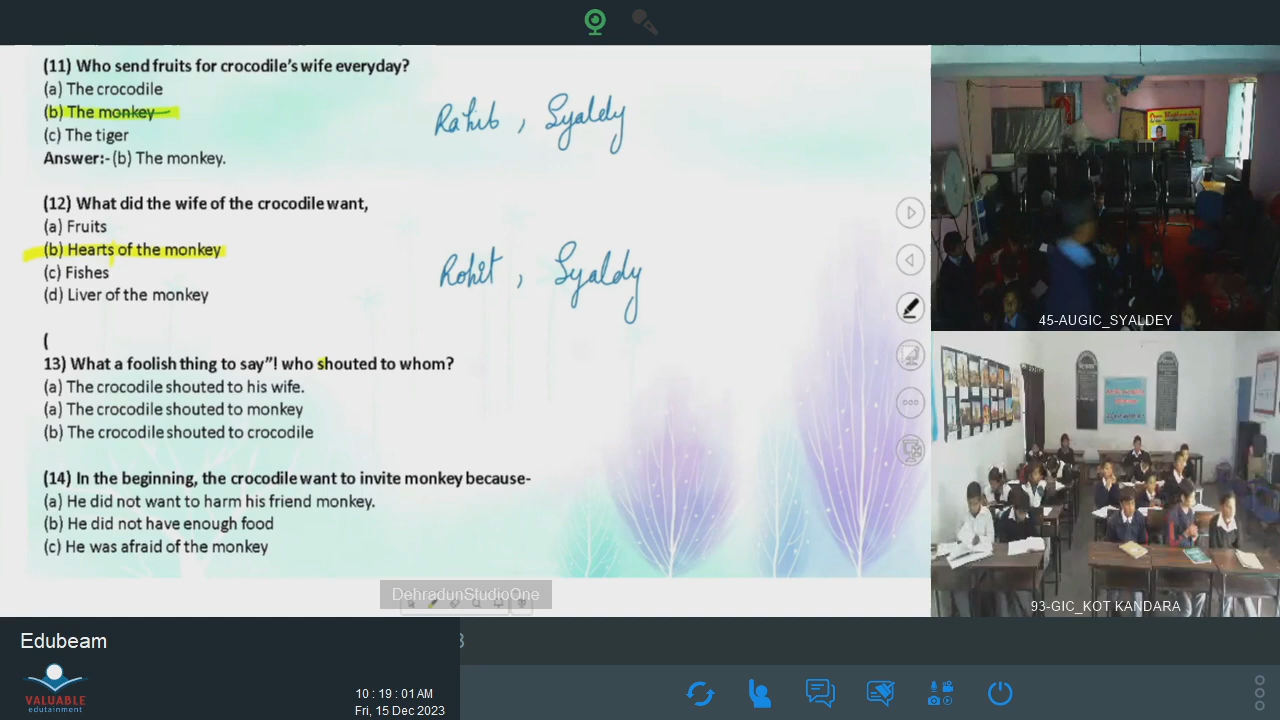 (11) Who send fruits for crocodile's wife everyday?
(a) The crocodile
(b) The monkey
(c) The tiger
Answer:- (b) The monkey.
Rahib, Syaldy
(12) What did the wife of the crocodile want,
(a) Fruits
(b) Hearts of the monkey
(c) Fishes
(d) Liver of the monkey
Rohit, Syaldy
(
13) What a foolish thing to say"! who shouted to whom?
(a) The crocodile shouted to his wife.
(a) The crocodile shouted to monkey
(b) The crocodile shouted to crocodile
(14) In the beginning, the crocodile want to invite monkey because-
(a) He did not want to harm his friend monkey.
(b) He did not have enough food
(c) He was afraid of the monkey
DehradunStudioOne
45-AUGIC_SYALDEY
93-GIC_KOT KANDARA
Edubeam
VALUABLE
edutainment
10 : 19 : 01 AM
Fri, 15 Dec 2023